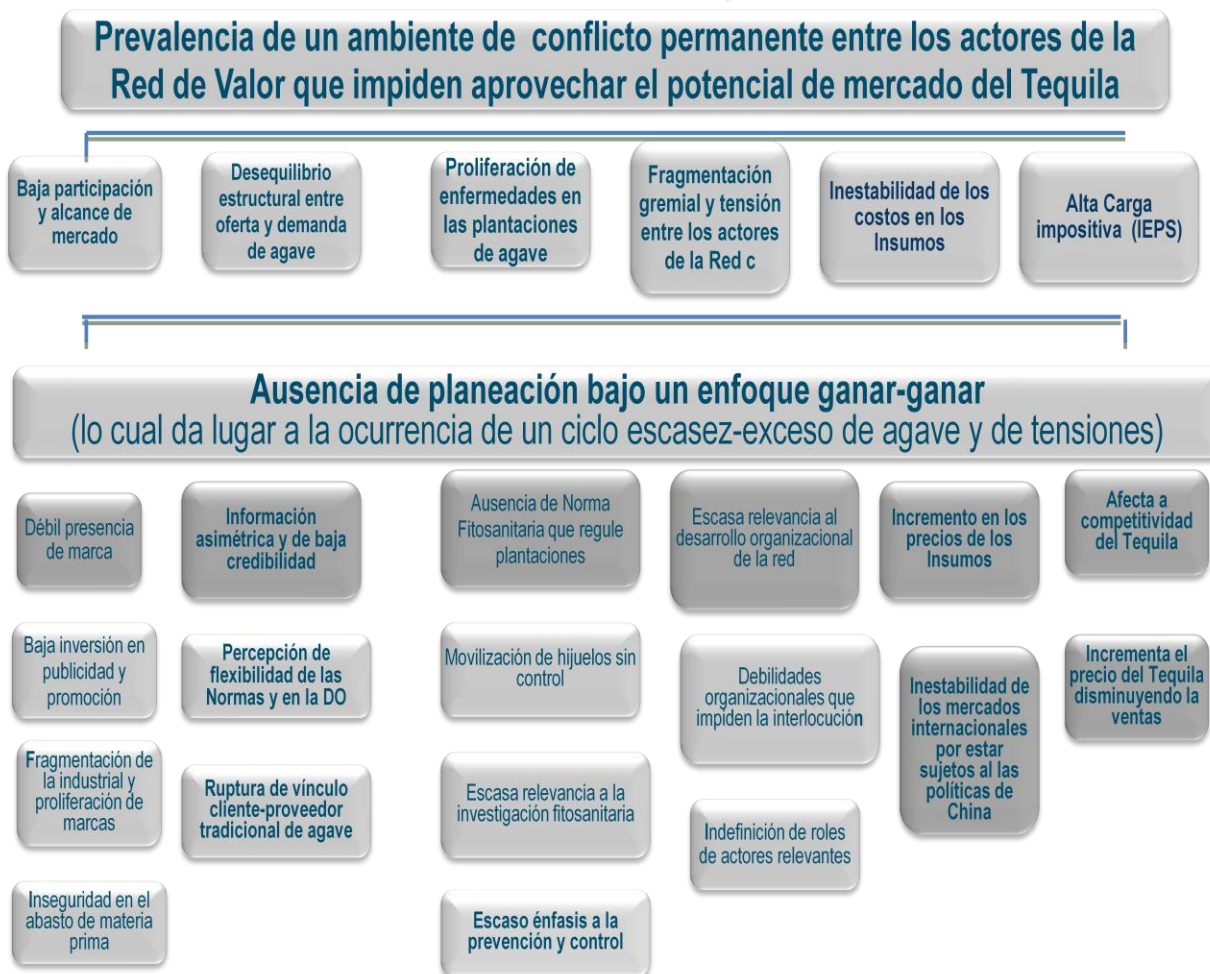 Prevalencia de un ambiente de conflicto permanente entre los actores de la
Red de Valor que impiden aprovechar el potencial de mercado del Tequila
Baja participación
y alcance de
mercado
Desequilibrio
estructural entre
oferta y demanda
de agave
Proliferación de
enfermedades en
las plantaciones
de agave
Fragmentación
gremial y tensión
entre los actores
de la Red c
Inestabilidad de los
costos en los
Insumos
Alta Carga
impositiva (IEPS)
Ausencia de planeación bajo un enfoque ganar-ganar
(lo cual da lugar a la ocurrencia de un ciclo escasez-exceso de agave y de tensiones)
Débil presencia
de marca
Información
asimétrica y de baja
credibilidad
Ausencia de Norma
Fitosanitaria que regule
plantaciones
Escasa relevancia al
desarrollo organizacional
de la red
Incremento en los
precios de los
Insumos
Afecta a
competitividad
del Tequila
Baja inversión en
publicidad y
promoción
Percepción de
flexibilidad de las
Normas y en la DO
Movilización de hijuelos sin
control
Debilidades
organizacionales que
impiden la interlocución
Inestabilidad de
los mercados
internacionales
por estar
sujetos al las
políticas de
China
Incrementa el
precio del Tequila
disminuyendo la
ventas
Fragmentación de
la industrial y
proliferación de
marcas
Ruptura de vínculo
cliente-proveedor
tradicional de agave
Escasa relevancia a la
investigación fitosanitaria
Indefinición de roles
de actores relevantes
Inseguridad en el
abasto de materia
prima
Escaso énfasis a la
prevención y control